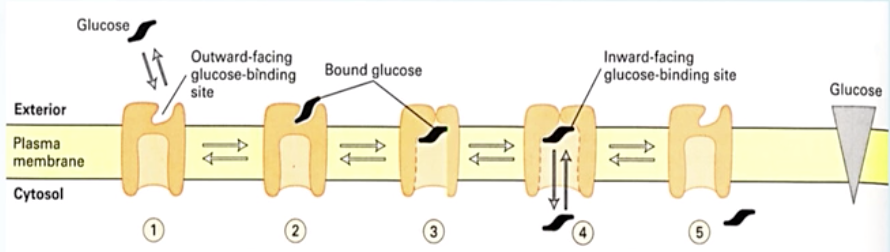 Glucose
Outward-facing
glucose-binding
site
Bound glucose
Inward-facing
glucose-binding site
Glucose
Exterior
Plasma
membrane
Cytosol
1
2
3
4
5